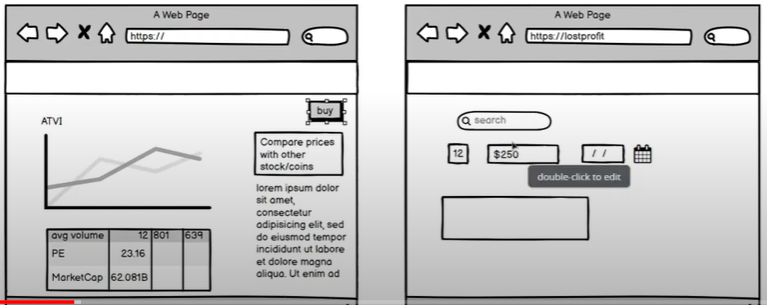 A Web Page
https://
buy
ATVI
Compare prices
with other
stock/coins
lorem ipsum dolor
sit amet,
consectetur
adipisicing elit, sed
do eiusmod tempor
incididunt ut labore
et dolore magna
aliqua. Ut enim ad
avg volume 12 801 639
PE 23.16
MarketCap 62.081B
A Web Page
https://lostprofit
search
12 $250 / /
double-click to edit